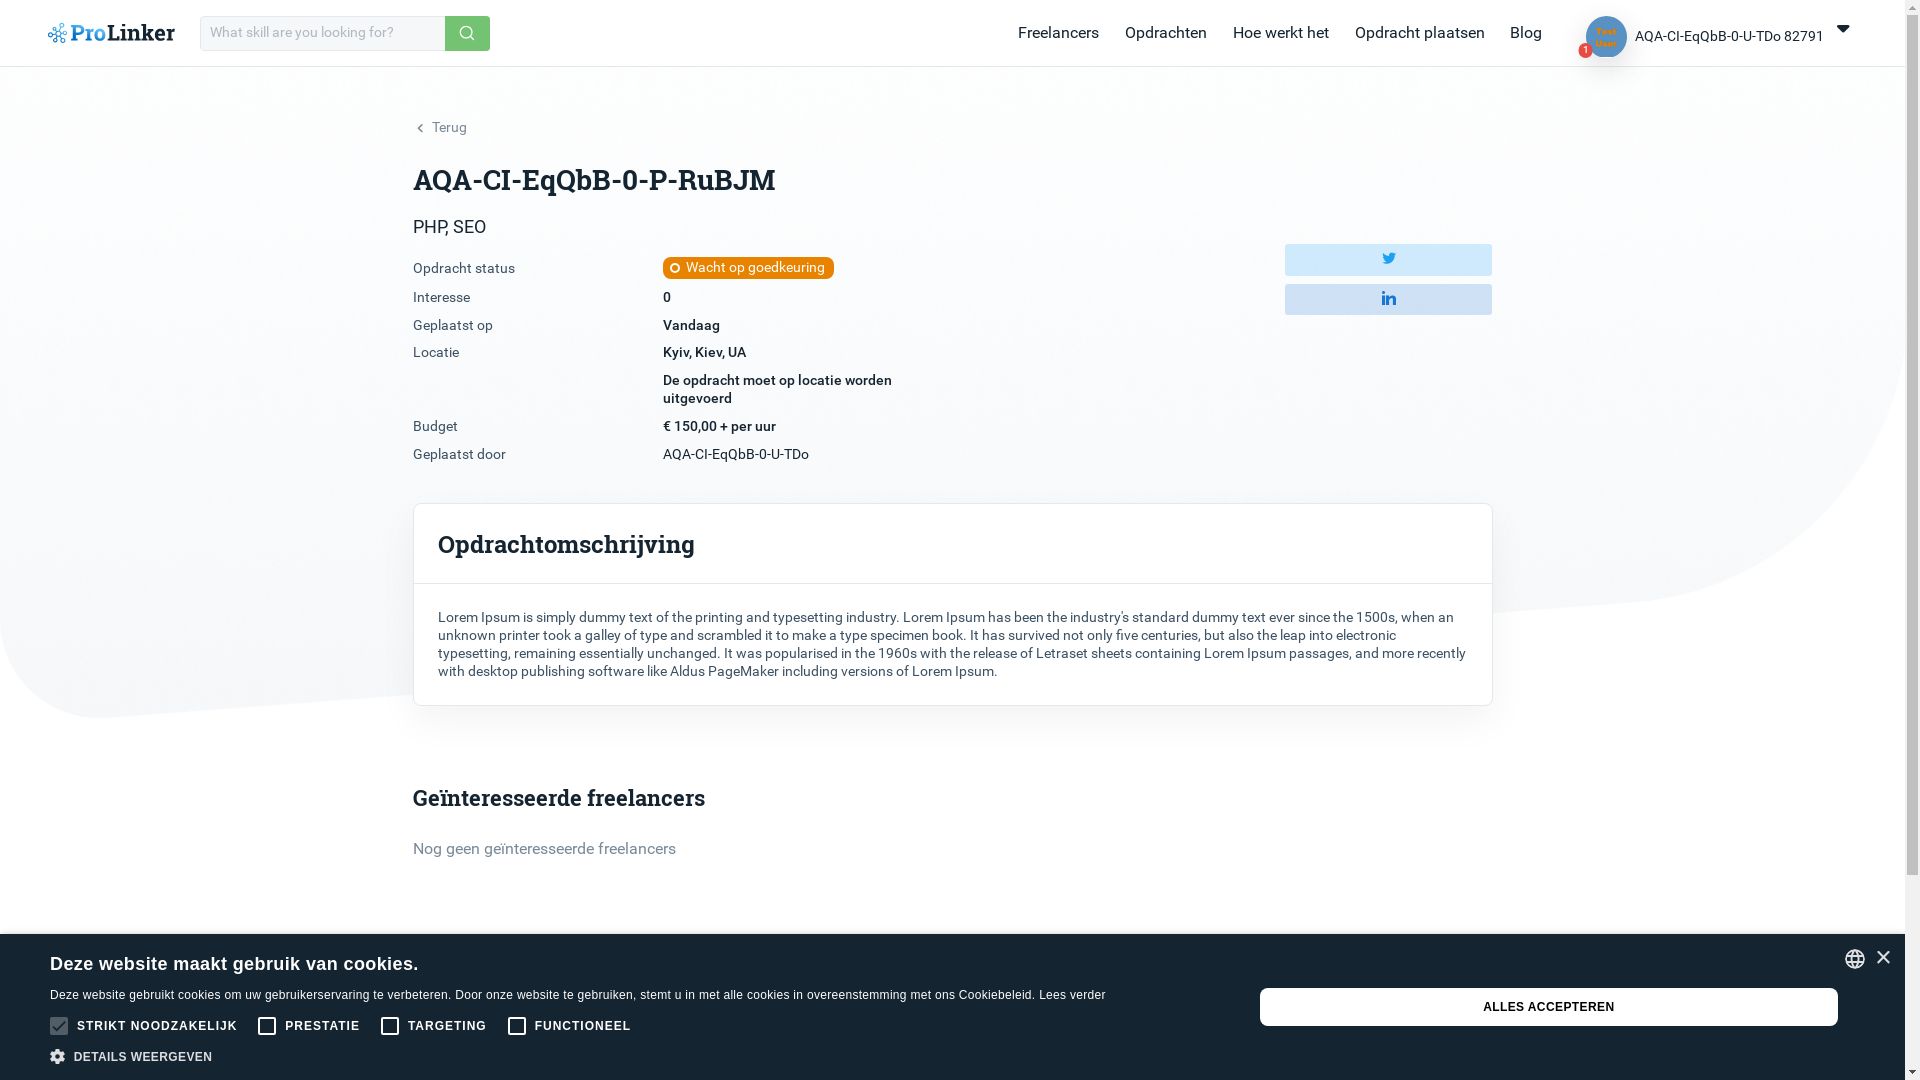 ProLinker
What skill are you looking for?
Freelancers
Opdrachten
Hoe werkt het
Opdracht plaatsen
Blog
1
AQA-CI-EqQbB-0-U-TDo 82791
Terug
AQA-CI-EqQbB-0-P-RuBJM
PHP, SEO
Opdracht status
Wacht op goedkeuring
Interesse
0
Geplaatst op
Vandaag
Locatie
Kyiv, Kiev, UA
De opdracht moet op locatie worden
uitgevoerd
Budget
€ 150,00 + per uur
Geplaatst door
AQA-CI-EqQbB-0-U-TDo
in
Opdrachtomschrijving
Lorem Ipsum is simply dummy text of the printing and typesetting industry. Lorem Ipsum has been the industry's standard dummy text ever since the 1500s, when an
unknown printer took a galley of type and scrambled it to make a type specimen book. It has survived not only five centuries, but also the leap into electronic
typesetting, remaining essentially unchanged. It was popularised in the 1960s with the release of Letraset sheets containing Lorem Ipsum passages, and more recently
with desktop publishing software like Aldus PageMaker including versions of Lorem Ipsum.
Geïnteresseerde freelancers
Nog geen geïnteresseerde freelancers
Deze website maakt gebruik van cookies.
Deze website gebruikt cookies om uw gebruikerservaring te verbeteren. Door onze website te gebruiken, stemt u in met alle cookies in overeenstemming met ons Cookiebeleid. Lees verder
STRIKT NOODZAKELIJK
PRESTATIE
TARGETING
FUNCTIONEEL
DETAILS WEERGEVEN
ALLES ACCEPTEREN